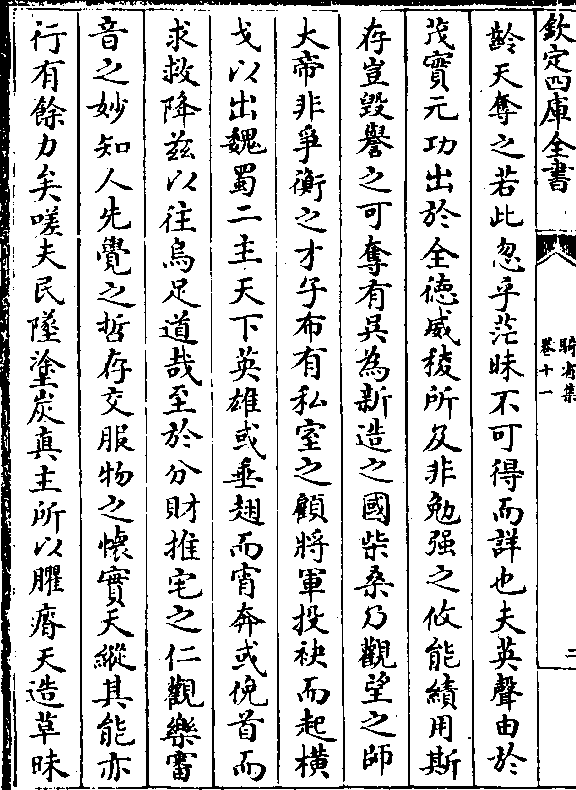 欽定四庫全書
騎省集
卷十一
二
齡天奪之若此忽乎茫昧不可得而詳也夫英聲由於
茂實元功出於全德威稜所及非勉强之攸能績用斯
存豈毀譽之可奪有吳為新造之國柴桑乃觀望之師
大帝非爭衡之才子布有私室之顧將軍投袂而起横
戈以出魏蜀二主天下英雄或垂翅而宵奔或俛首而
求救降兹以往烏足道哉至於分財推宅之仁觀樂審
音之妙知人先覺之哲存交服物之懷實天縱其能亦
行有餘力矣嗟夫民墜塗炭真主所以臞瘠天造草昧